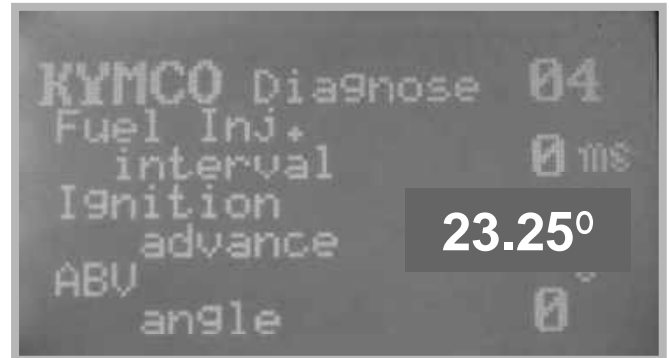 KYMCO Diagnose 04
Fuel Inj.
interval 0 ms
Ignition
advance 23.25⁰
ABV
angle 0°